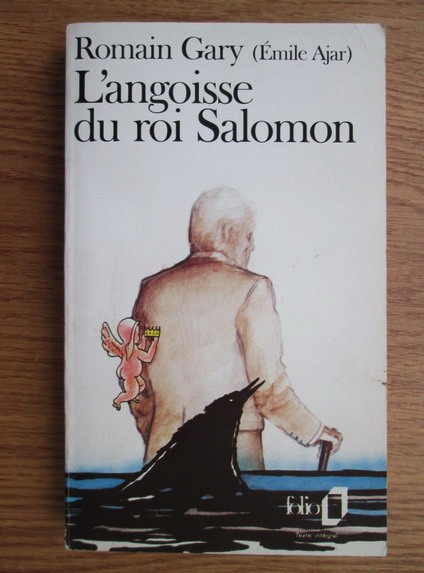 Romain Gary (Émile Ajar)
L'angoisse
du roi Salomon
folio
Texte intégral